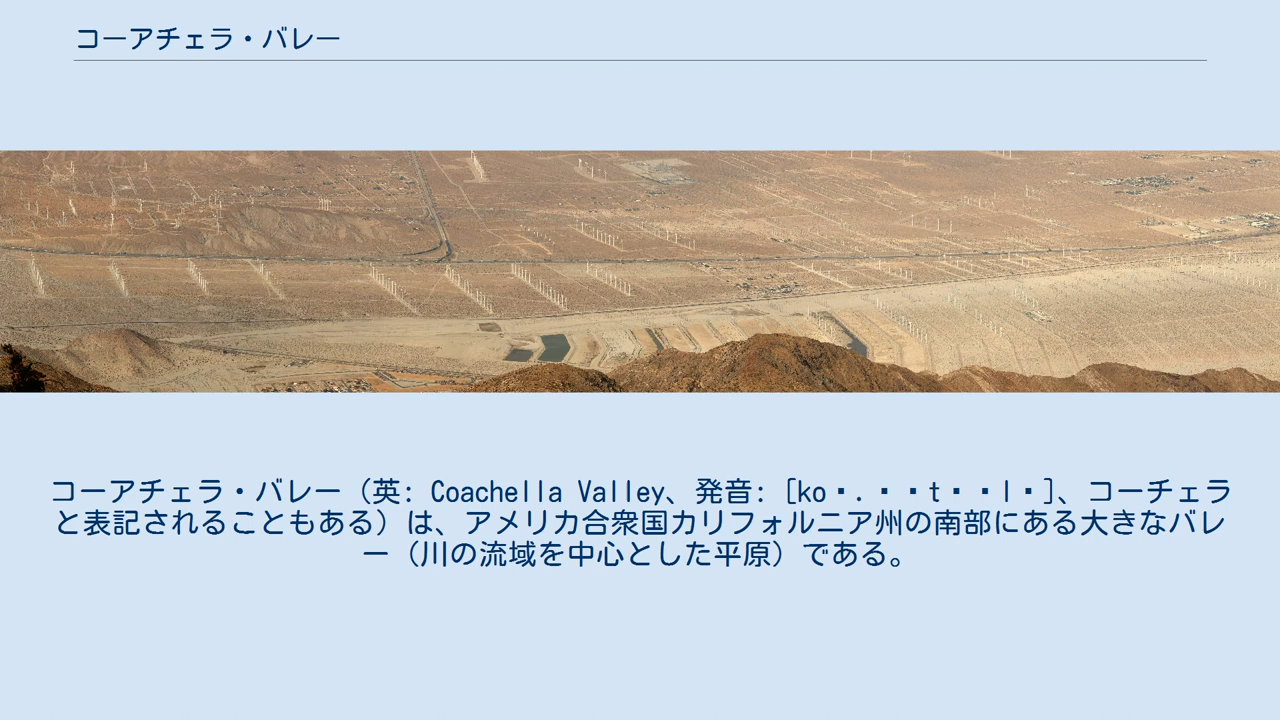 コーアチェラ・バレー
コーアチェラ・バレー（英: Coachella Valley、発音: [ko▪.▪▪t▪▪l▪]、コーチェラ
と表記されることもある）は、アメリカ合衆国カリフォルニア州の南部にある大きなバレ
ー（川の流域を中心とした平原）である。